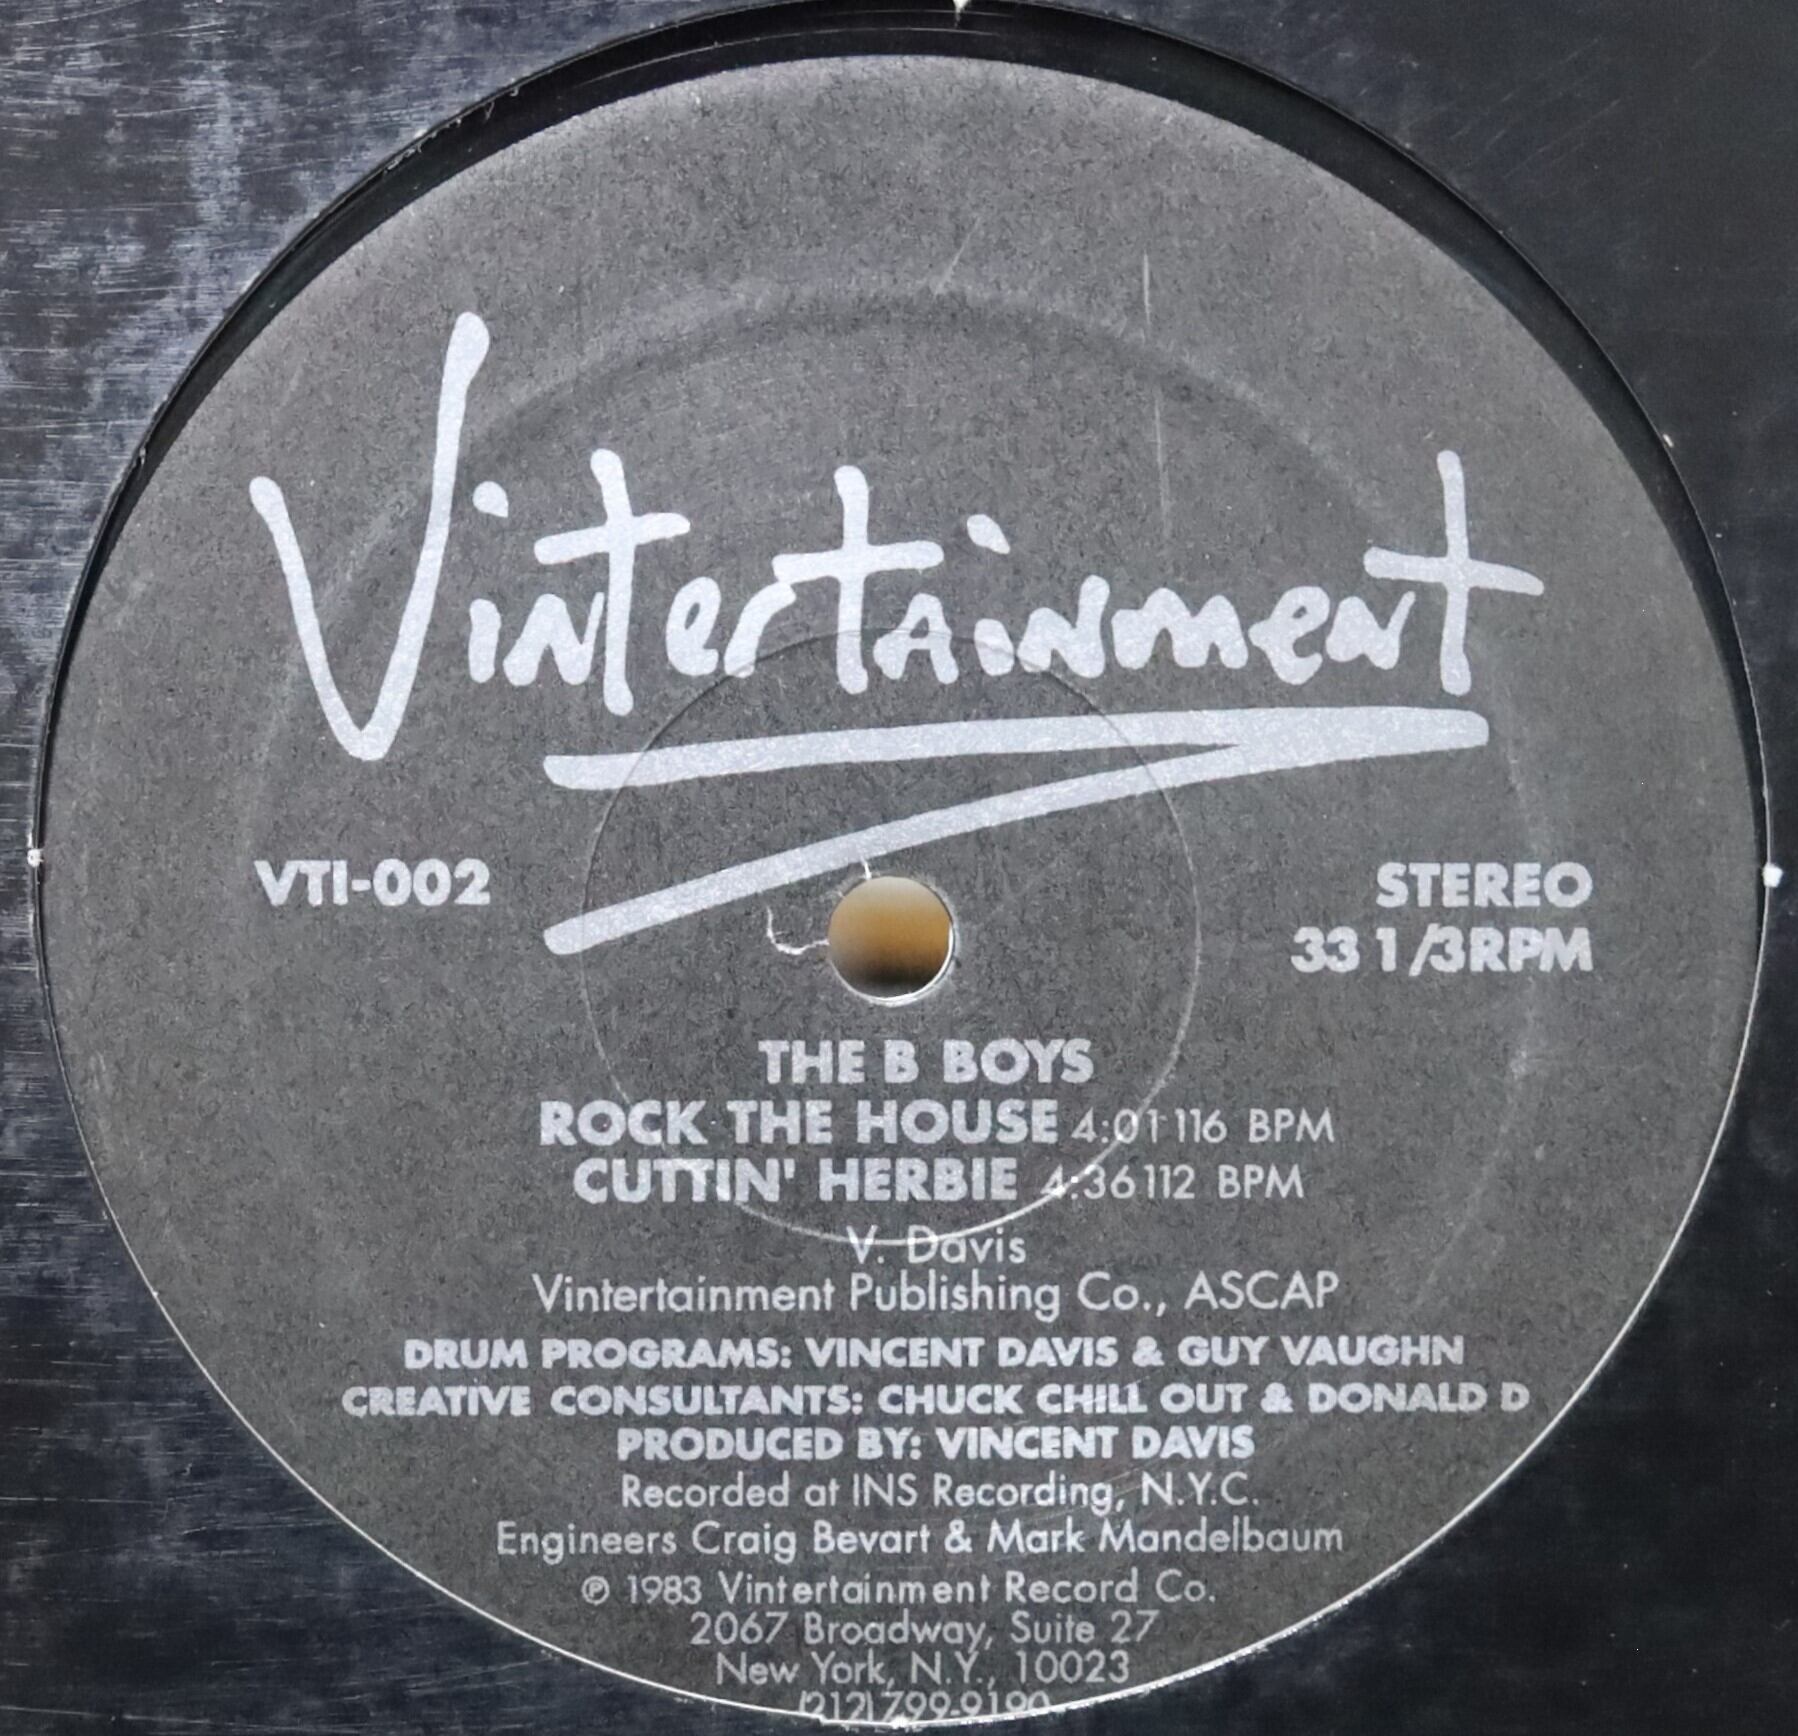 Vintertainment
VTI-002
STEREO
33 1/3RPM
THE B BOYS
ROCK THE HOUSE 4:01 116 BPM
CUTTIN' HERBIE 4:36 112 BPM
V. Davis
Vintertainment Publishing Co., ASCAP
DRUM PROGRAMS: VINCENT DAVIS & GUY VAUGHN
CREATIVE CONSULTANTS: CHUCK CHILL OUT & DONALD D
PRODUCED BY: VINCENT DAVIS
Recorded at INS Recording, N.Y.C.
Engineers Craig Bevart & Mark Mandelbaum
℗ 1983 Vintertainment Record Co.
2067 Broadway, Suite 27
New York, N.Y., 10023
(212) 799-9190